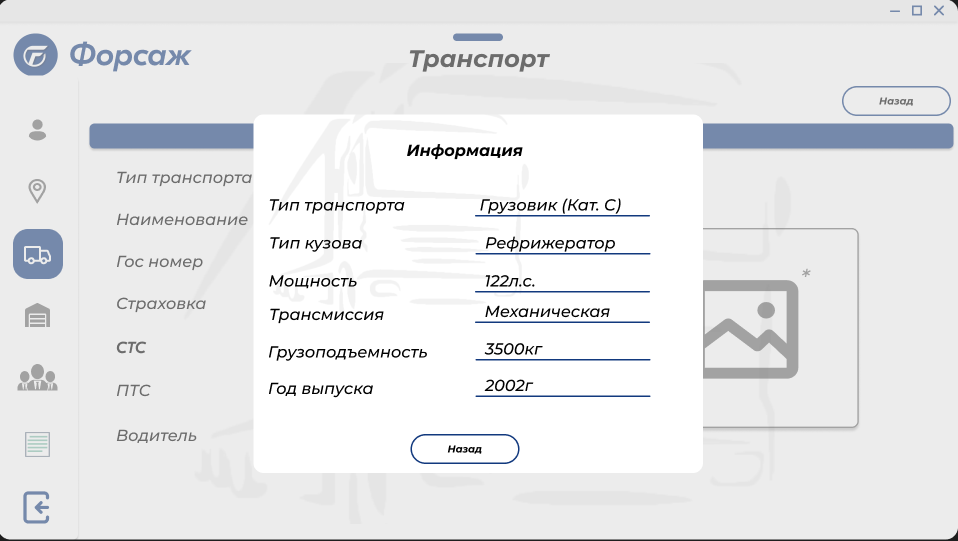 Форсаж
Транспорт
Назад
Информация
Тип транспорта
Наименование
Гос номер
Страховка
СТС
ПТС
Водитель
Тип транспорта Грузовик (Кат. С)
Тип кузова Рефрижератор
Мощность 122л.с.
Трансмиссия Механическая
Грузоподъемность 3500кг
Год выпуска 2002г
*
Назад